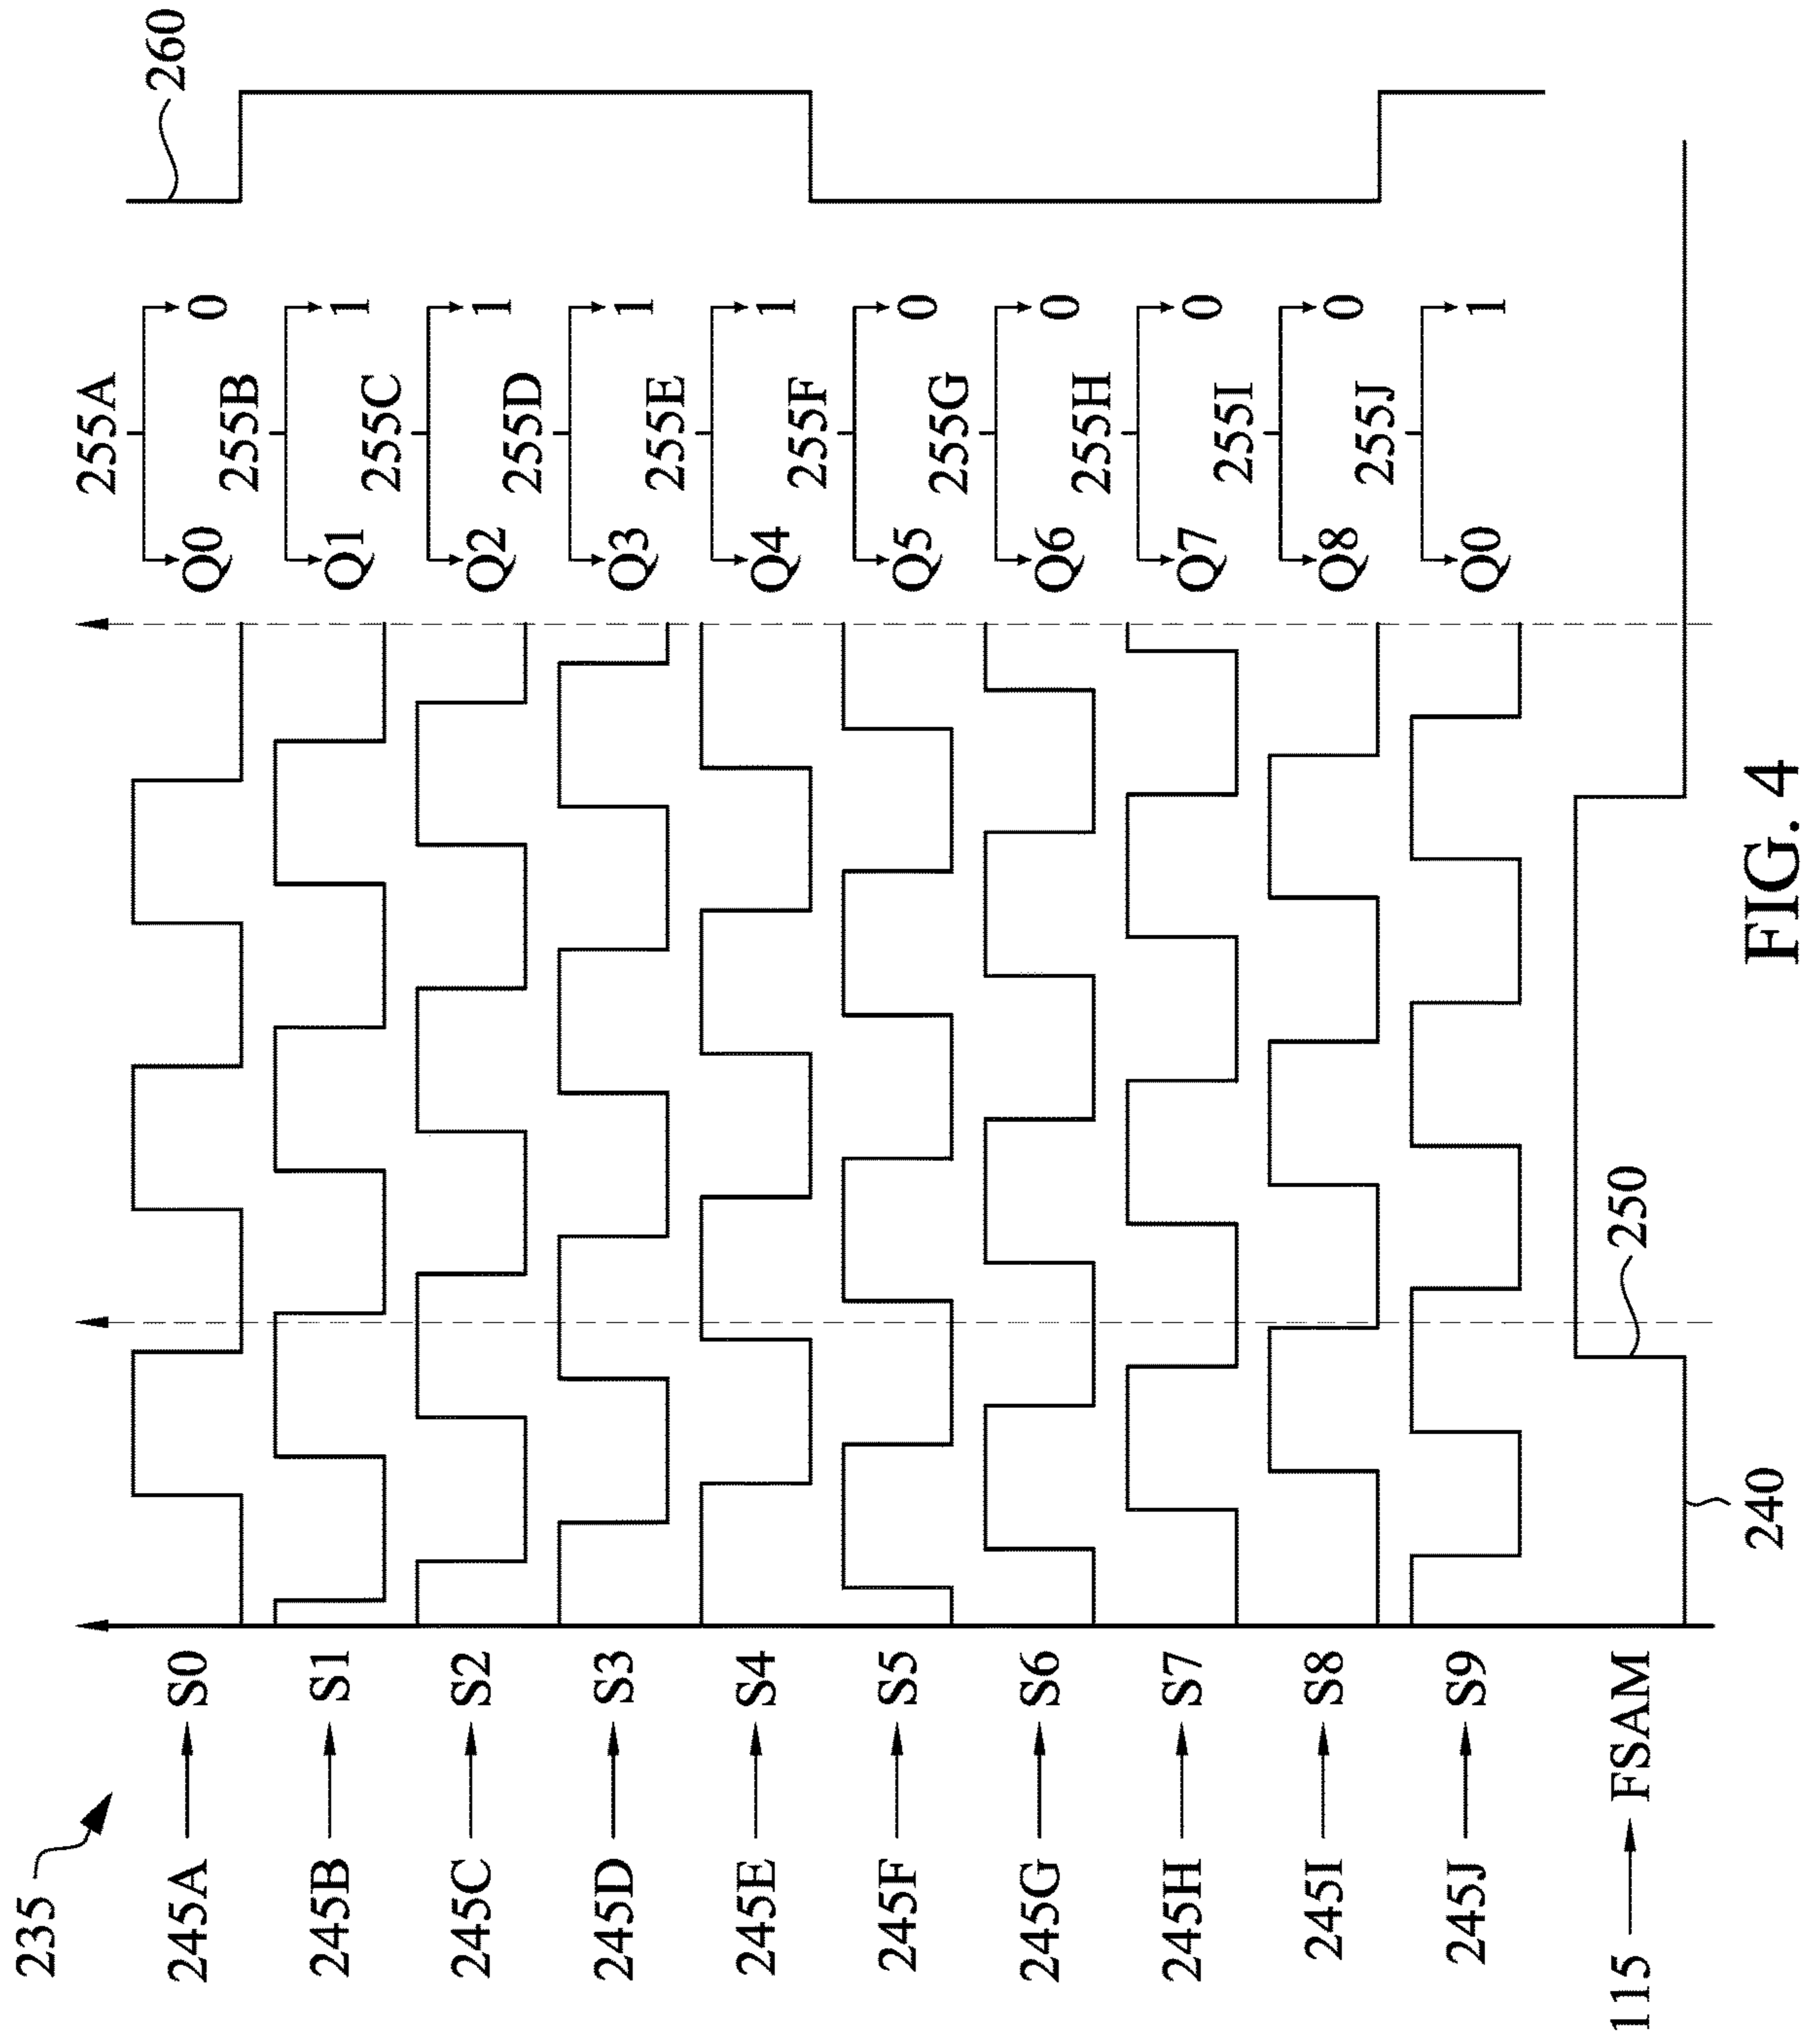 235
245A S0 Q0 0 255A
245B S1 Q1 1 255B
245C S2 Q2 1 255C
245D S3 Q3 1 255D
245E S4 Q4 1 255E
245F S5 Q5 0 255F
245G S6 Q6 0 255G
245H S7 Q7 0 255H
245I S8 Q8 0 255I
245J S9 Q0 1 255J
260
115 FSAM
250
240
FIG. 4